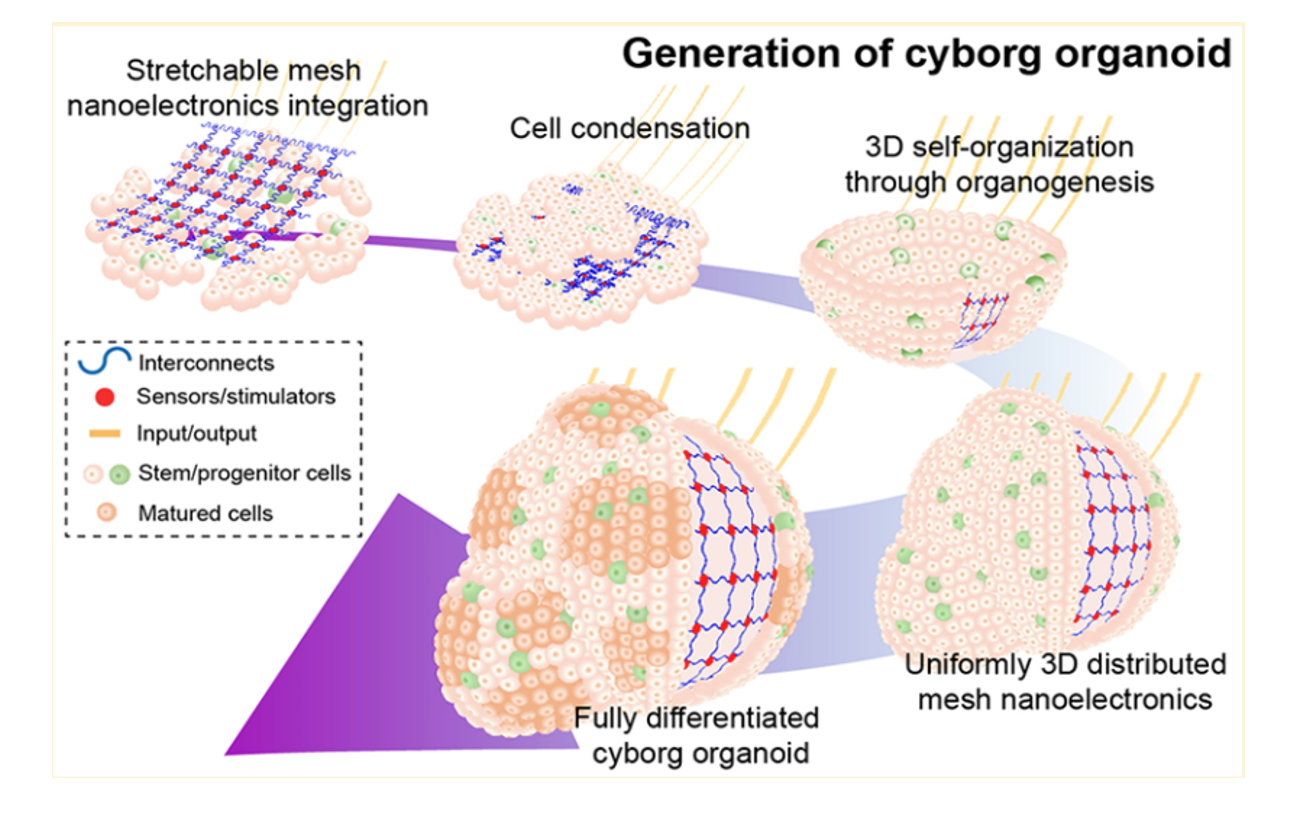 Generation of cyborg organoid
Stretchable mesh
nanoelectronics integration
Cell condensation
3D self-organization
through organogenesis
Interconnects
Sensors/stimulators
Input/output
Stem/progenitor cells
Matured cells
Uniformly 3D distributed
mesh nanoelectronics
Fully differentiated
cyborg organoid